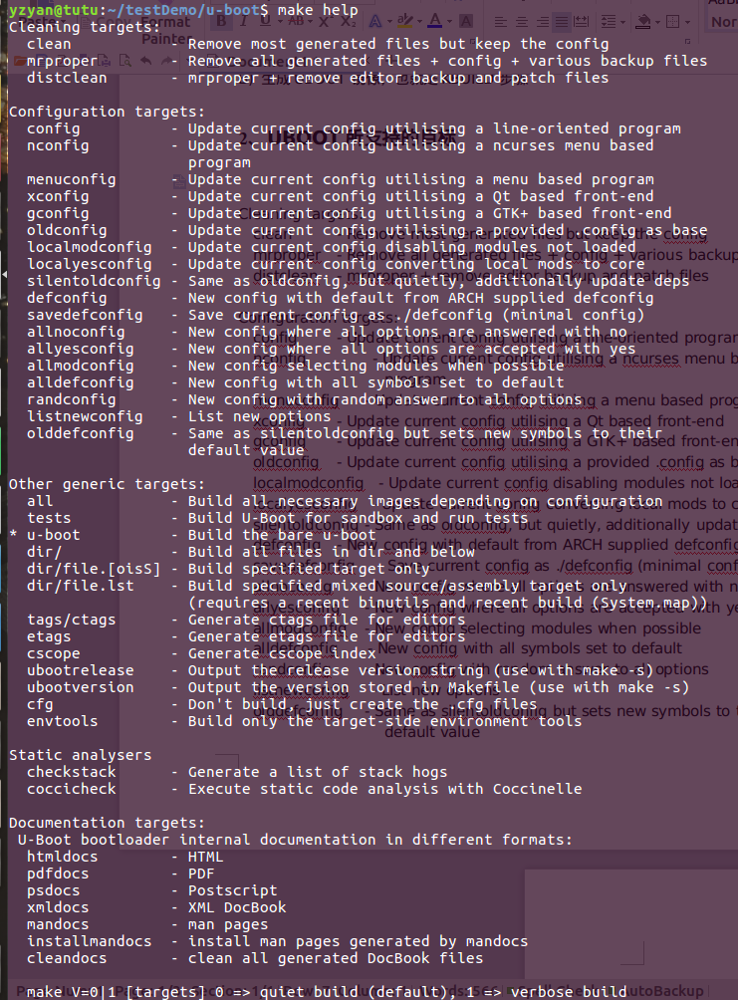 yzyan@tutu:~/testDemo/u-boot$ make help
Cleaning targets:
clean - Remove most generated files but keep the config
mrproper - Remove all generated files + config + various backup files
distclean - mrproper + remove editor backup and patch files
Configuration targets:
config - Update current config utilising a line-oriented program
nconfig - Update current config utilising a ncurses menu based
program
menuconfig - Update current config utilising a menu based program
xconfig - Update current config utilising a Qt based front-end
gconfig - Update current config utilising a GTK+ based front-end
oldconfig - Update current config utilising a provided .config as base
localmodconfig - Update current config disabling modules not loaded
localyesconfig - Update current config converting local mods to core
silentoldconfig - Same as oldconfig, but quietly, additionally update deps
defconfig - New config with default from ARCH supplied defconfig
savedefconfig - Save current config as ./defconfig (minimal config)
allnoconfig - New config where all options are answered with no
allyesconfig - New config where all options are accepted with yes
allmodconfig - New config selecting modules when possible
alldefconfig - New config with all symbols set to default
randconfig - New config with random answer to all options
listnewconfig - List new options
olddefconfig - Same as silentoldconfig but sets new symbols to their
default value
Other generic targets:
all - Build all necessary images depending on configuration
tests - Build U-Boot for sandbox and run tests
* u-boot - Build the bare u-boot
dir/ - Build all files in dir and below
dir/file.[oisS] - Build specified target only
dir/file.lst - Build specified mixed source/assembly target only
(requires a recent binutils and recent build (System.map))
tags/ctags - Generate ctags file for editors
etags - Generate etags file for editors
cscope - Generate cscope index
ubootrelease - Output the release version string (use with make -s)
ubootversion - Output the version stored in Makefile (use with make -s)
cfg - Don't build, just create the .cfg files
envtools - Build only the target-side environment tools
Static analysers
checkstack - Generate a list of stack hogs
coccicheck - Execute static code analysis with Coccinelle
Documentation targets:
U-Boot bootloader internal documentation in different formats:
htmldocs - HTML
pdfdocs - PDF
psdocs - Postscript
xmldocs - XML DocBook
mandocs - man pages
installmandocs - install man pages generated by mandocs
cleandocs - clean all generated DocBook files
make V=0|1 [targets] 0 => quiet build (default), 1 => verbose build